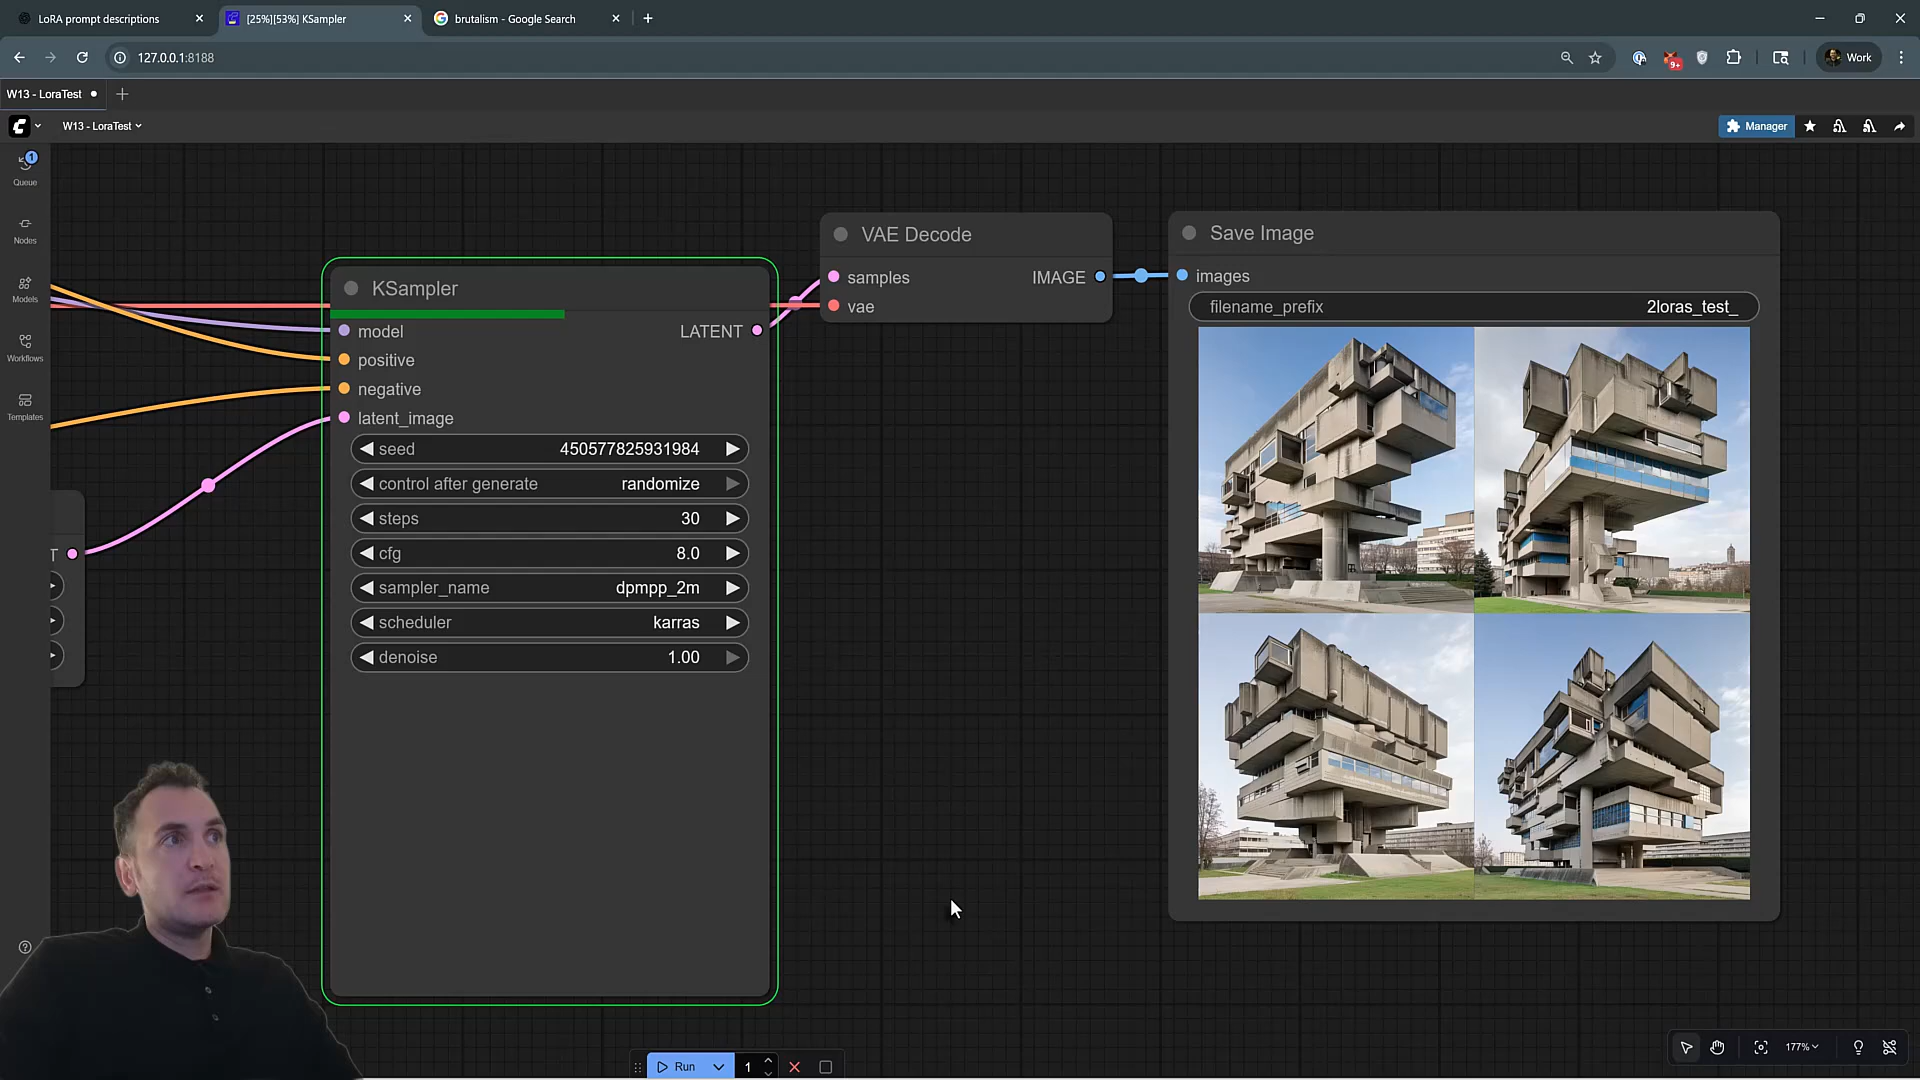 LoRA prompt descriptions
[25%][53%] KSampler
brutalism - Google Search
127.0.0.1:8188
9+
Work
W13 - LoraTest
W13 - LoraTest
Manager
1
Queue
Nodes
Models
Workflows
Templates
KSampler
model
LATENT
positive
negative
latent_image
seed 450577825931984
control after generate randomize
steps 30
cfg 8.0
sampler_name dpmpp_2m
scheduler karras
denoise 1.00
T
VAE Decode
samples
IMAGE
vae
Save Image
images
filename_prefix 2loras_test_
Run
1
177%